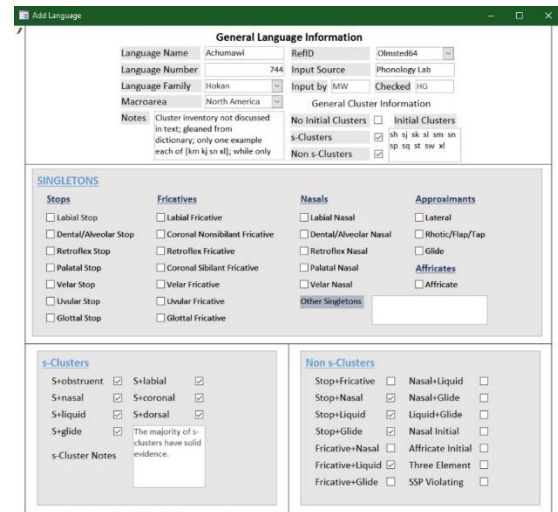 Add Language
General Language Information
Language Name Achumawi RefID Olmsted64
Language Number 744 Input Source Phonology Lab
Language Family Hokan Input by MW Checked HG
Macroarea North America General Cluster Information
Notes Cluster inventory not discussed No Initial Clusters Initial Clusters
in text; gleaned from s-Clusters sh sj sk sl sm sn
dictionary; only one example Non s-Clusters sp sq st sw xl
each of [km kj sn xl]; while only
SINGLETONS
Stops Fricatives Nasals Approximants
Labial Stop Labial Fricative Labial Nasal Lateral
Dental/Alveolar Stop Coronal Nonsibilant Fricative Dental/Alveolar Nasal Rhotic/Flap/Tap
Retroflex Stop Retroflex Fricative Retroflex Nasal Glide
Palatal Stop Coronal Sibilant Fricative Palatal Nasal Affricates
Velar Stop Velar Fricative Velar Nasal Affricate
Uvular Stop Uvular Fricative Other Singletons
Glottal Stop Glottal Fricative
s-Clusters
S+obstruent S+labial
S+nasal S+coronal
S+liquid S+dorsal
S+glide The majority of s-
clusters have solid
s-Cluster Notes evidence.
Non s-Clusters
Stop+Fricative Nasal+Liquid
Stop+Nasal Nasal+Glide
Stop+Liquid Liquid+Glide
Stop+Glide Nasal Initial
Fricative+Nasal Affricate Initial
Fricative+Liquid Three Element
Fricative+Glide SSP Violating